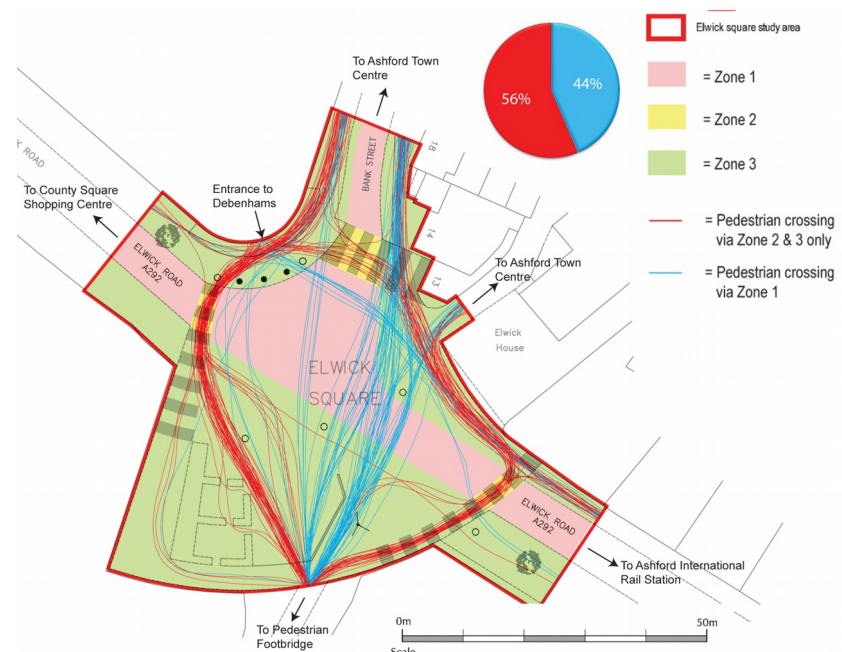 To Ashford Town
Centre
56%
44%
Elwick square study area
= Zone 1
= Zone 2
= Zone 3
= Pedestrian crossing
via Zone 2 & 3 only
= Pedestrian crossing
via Zone 1
ROAD
To County Square
Shopping Centre
Entrance to
Debenhams
BANK STREET
18
14
13
ELWICK ROAD
A292
To Ashford Town
Centre
Elwick
House
ELWICK
SQUARE
ELWICK ROAD
A292
To Ashford International
Rail Station
To Pedestrian
Footbridge
0m
50m
Scale